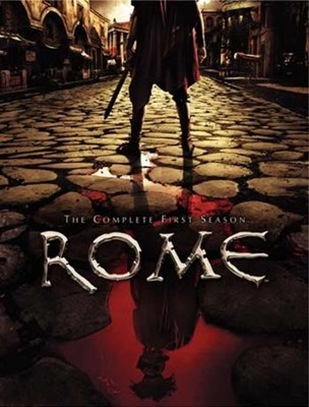 THE COMPLETE FIRST SEASON
ROME